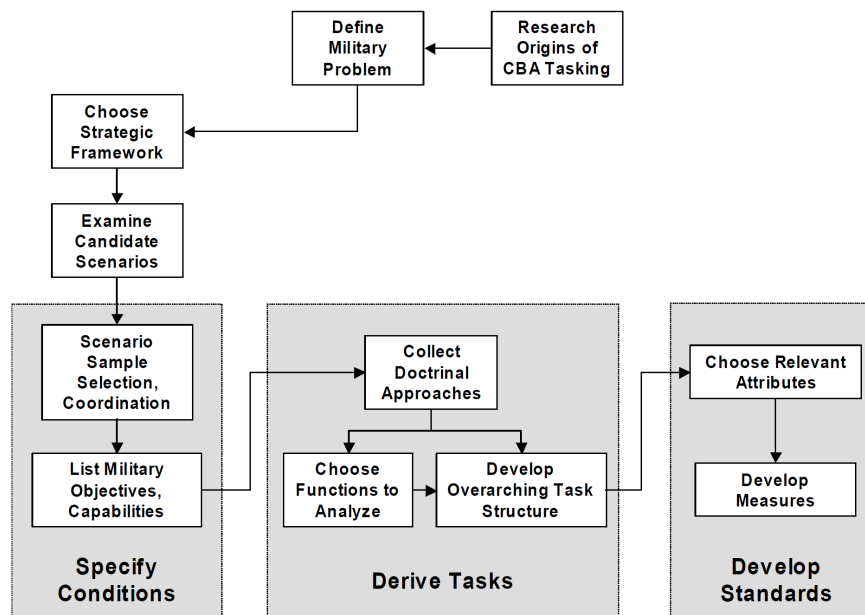 Define
Military
Problem
Research
Origins of
CBA Tasking
Choose
Strategic
Framework
Examine
Candidate
Scenarios
Scenario
Sample
Selection,
Coordination
List Military
Objectives,
Capabilities
Specify
Conditions
Collect
Doctrinal
Approaches
Choose
Functions to
Analyze
Develop
Overarching Task
Structure
Derive Tasks
Choose Relevant
Attributes
Develop
Measures
Develop
Standards